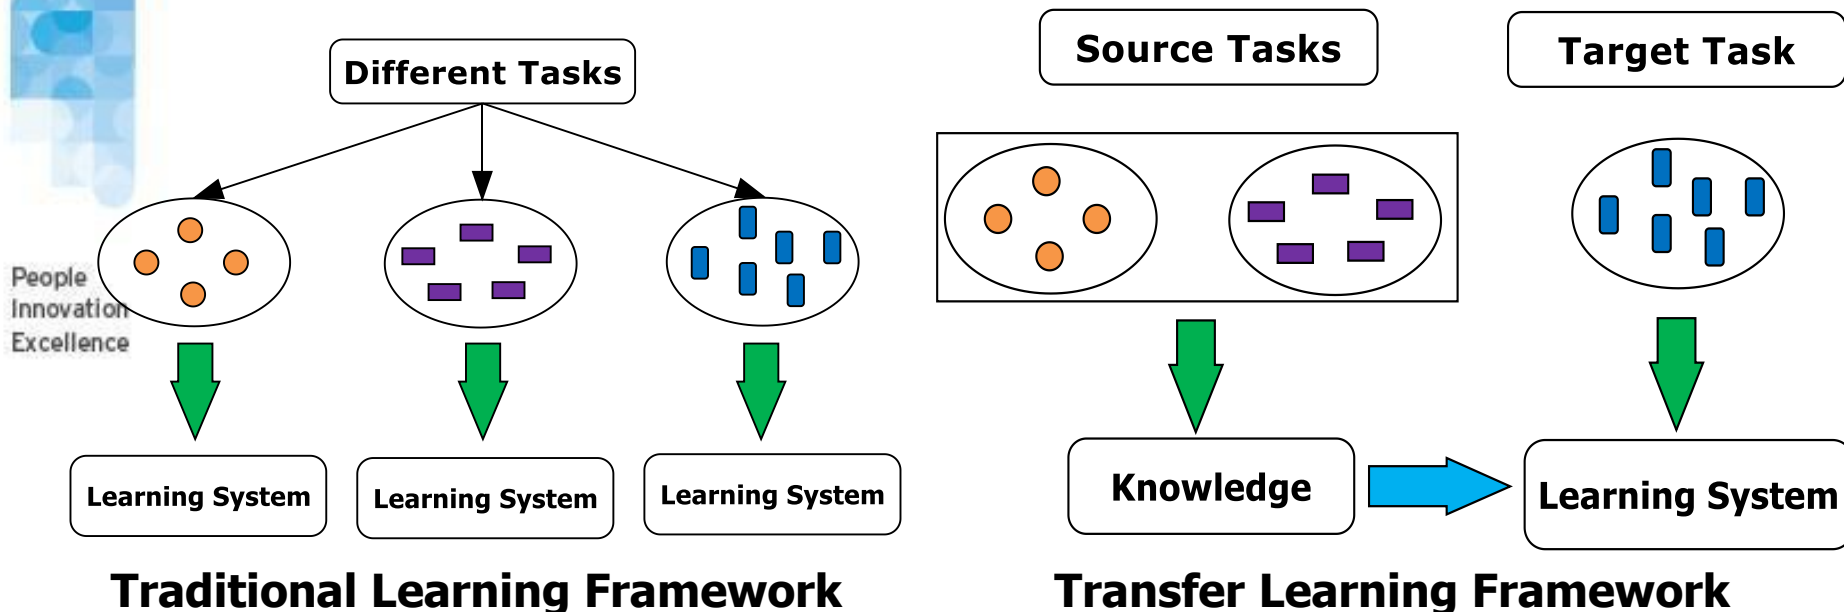 Different Tasks
Source Tasks
Target Task
People
Innovation
Excellence
Learning System
Learning System
Learning System
Knowledge
Learning System
Traditional Learning Framework
Transfer Learning Framework